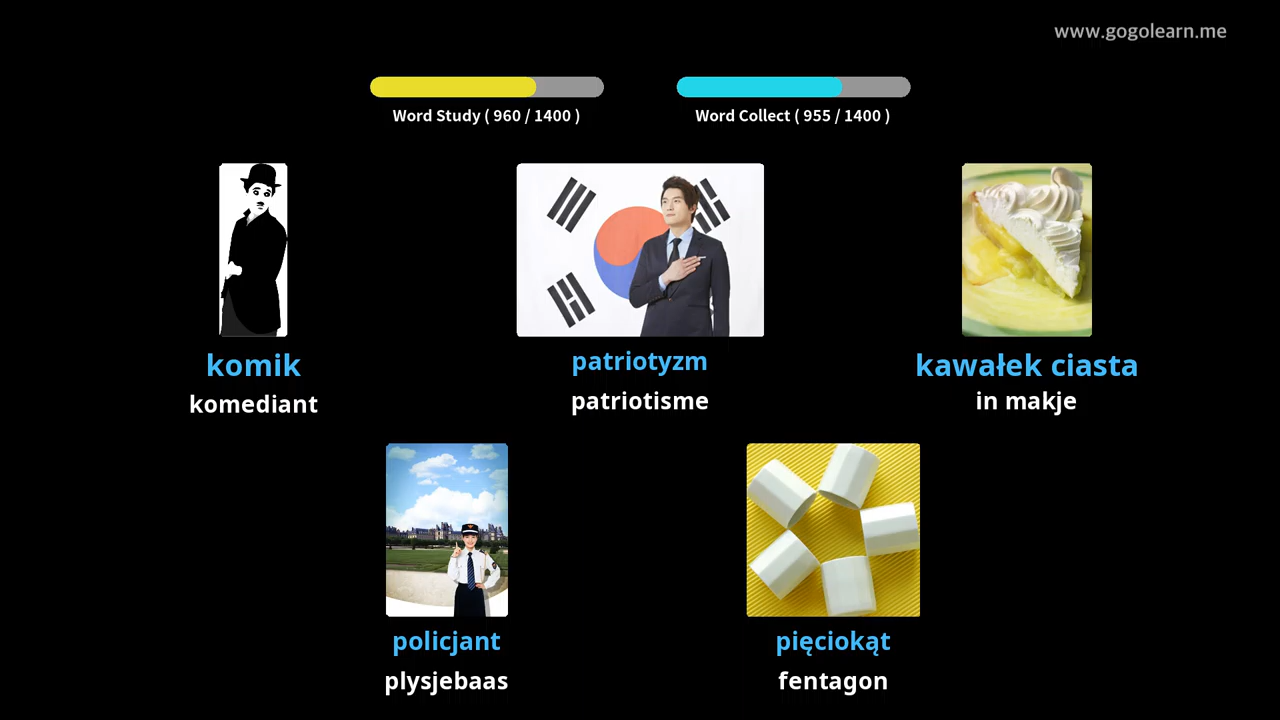 www.gogolearn.me
Word Study ( 960 / 1400 )
Word Collect ( 955 / 1400 )
komik
komediant
patriotyzm
patriotisme
kawałek ciasta
in makje
policjant
plysjebaas
pięciokąt
fentagon